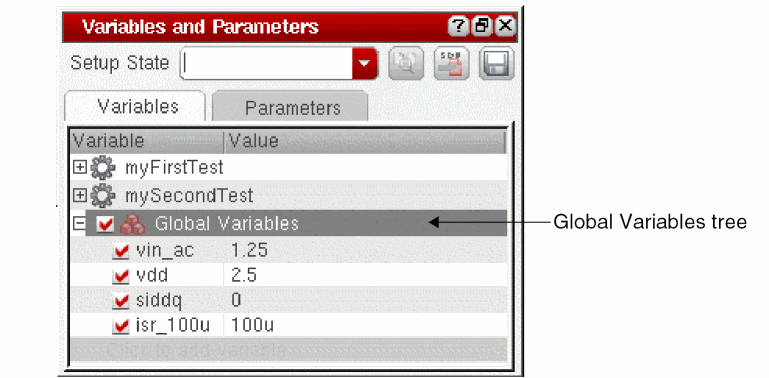 Variables and Parameters
Setup State
Variables Parameters
Variable Value
myFirstTest
mySecondTest
Global Variables
Global Variables tree
vin_ac 1.25
vdd 2.5
siddq 0
isr_100u 100u
Click to add variable